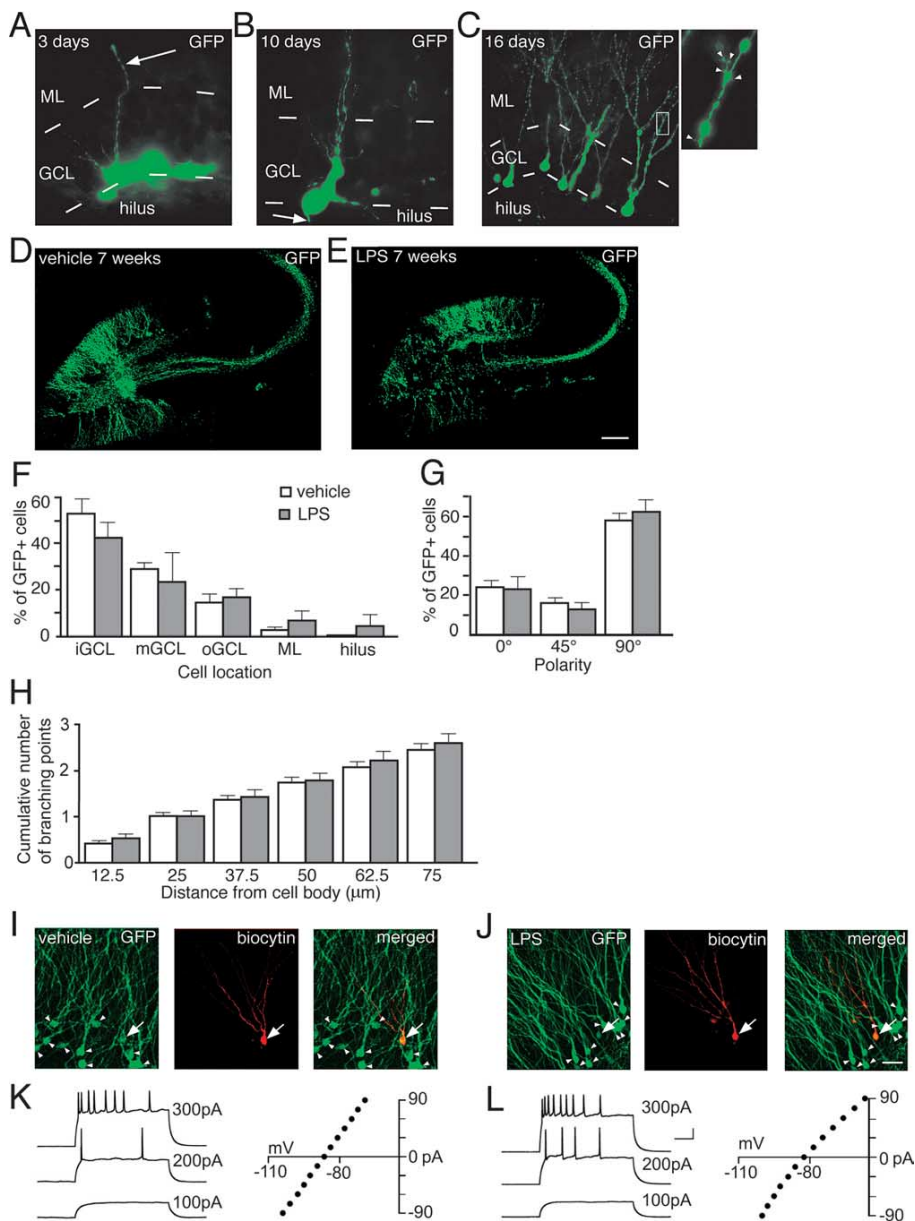 A 3 days GFP
ML
GCL
hilus
B 10 days GFP
ML
GCL
hilus
C 16 days GFP
ML
GCL
hilus
D vehicle 7 weeks GFP
E LPS 7 weeks GFP
F
% of GFP+ cells
60
40
20
0
vehicle
LPS
iGCL mGCL oGCL ML hilus
Cell location
G
% of GFP+ cells
60
40
20
0
0° 45° 90°
Polarity
H
Cumulative number
of branching points
3
2
1
0
12.5 25 37.5 50 62.5 75
Distance from cell body (μm)
I vehicle GFP biocytin merged
J LPS GFP biocytin merged
K
300pA
200pA
100pA
90
mV
0 pA
-110 -80
-90
L
300pA
200pA
100pA
90
mV
0 pA
-110 -80
-90